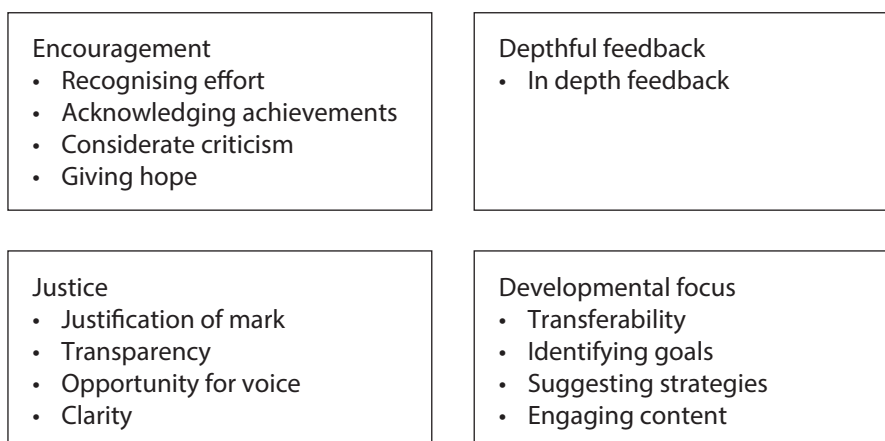 Encouragement
• Recognising effort
• Acknowledging achievements
• Considerate criticism
• Giving hope
Depthful feedback
• In depth feedback
Justice
• Justification of mark
• Transparency
• Opportunity for voice
• Clarity
Developmental focus
• Transferability
• Identifying goals
• Suggesting strategies
• Engaging content